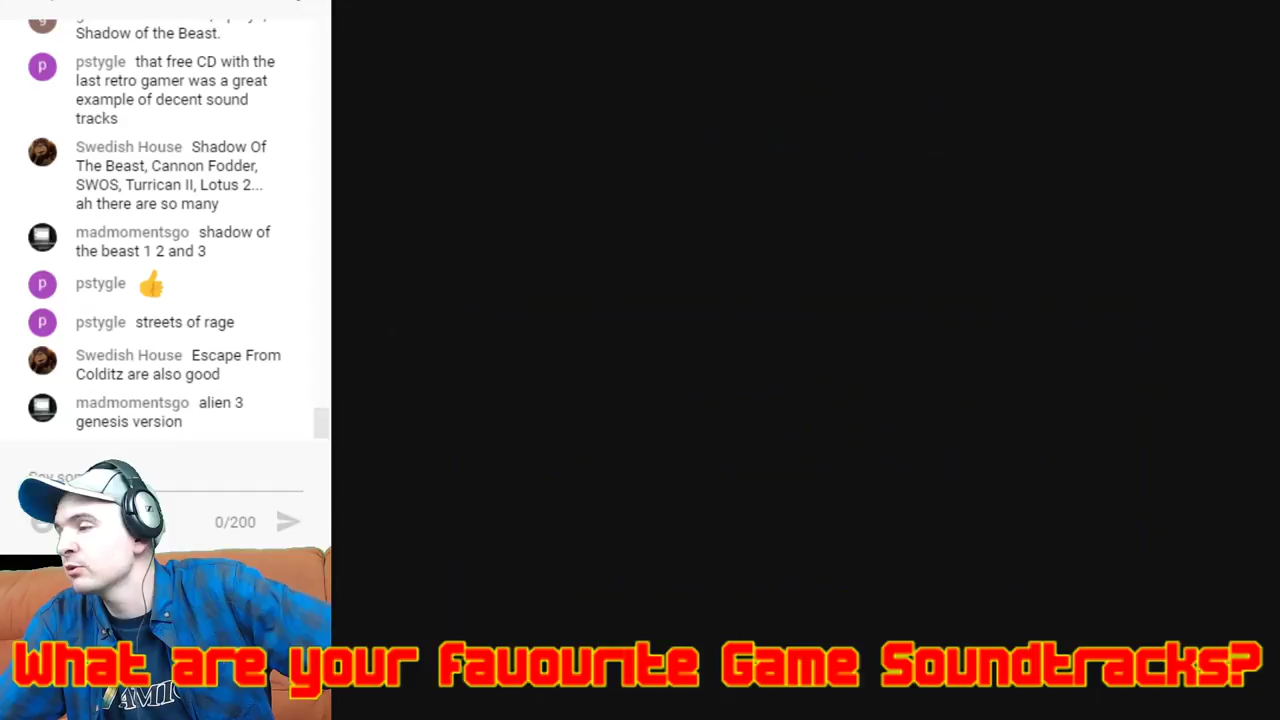 Shadow of the Beast.
pstygle that free CD with the
last retro gamer was a great
example of decent sound
tracks
Swedish House Shadow Of
The Beast, Cannon Fodder,
SWOS, Turrican II, Lotus 2...
ah there are so many
madmomentsgo shadow of
the beast 1 2 and 3
pstygle 👍
pstygle streets of rage
Swedish House Escape From
Colditz are also good
madmomentsgo alien 3
genesis version
0/200
What are your favourite Game Soundtracks?